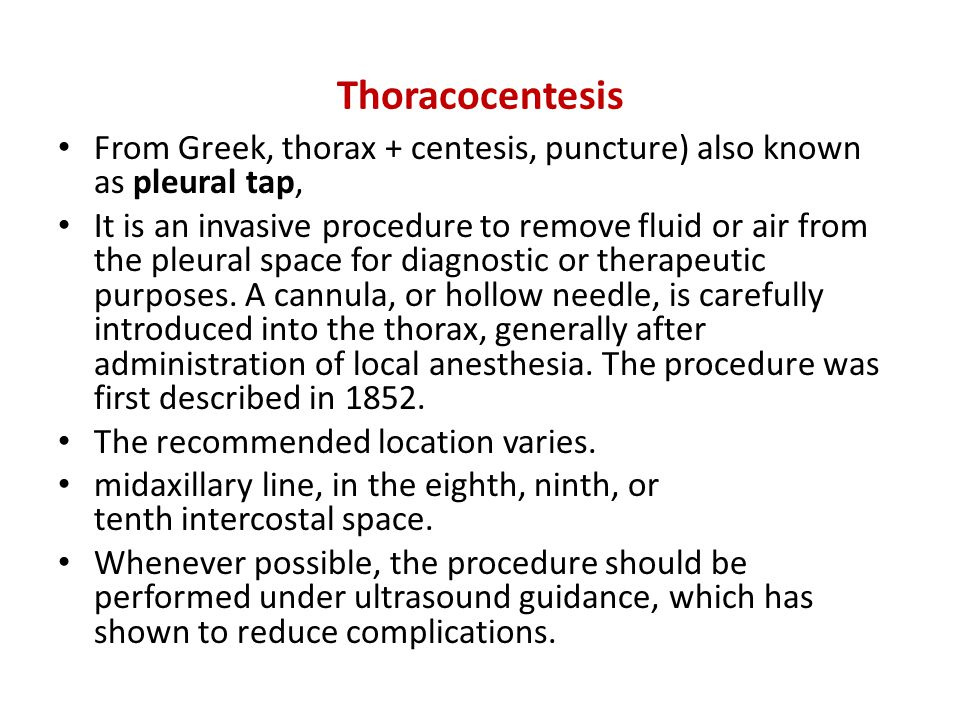 Thoracocentesis
• From Greek, thorax + centesis, puncture) also known
as pleural tap,
• It is an invasive procedure to remove fluid or air from
the pleural space for diagnostic or therapeutic
purposes. A cannula, or hollow needle, is carefully
introduced into the thorax, generally after
administration of local anesthesia. The procedure was
first described in 1852.
• The recommended location varies.
• midaxillary line, in the eighth, ninth, or
tenth intercostal space.
• Whenever possible, the procedure should be
performed under ultrasound guidance, which has
shown to reduce complications.